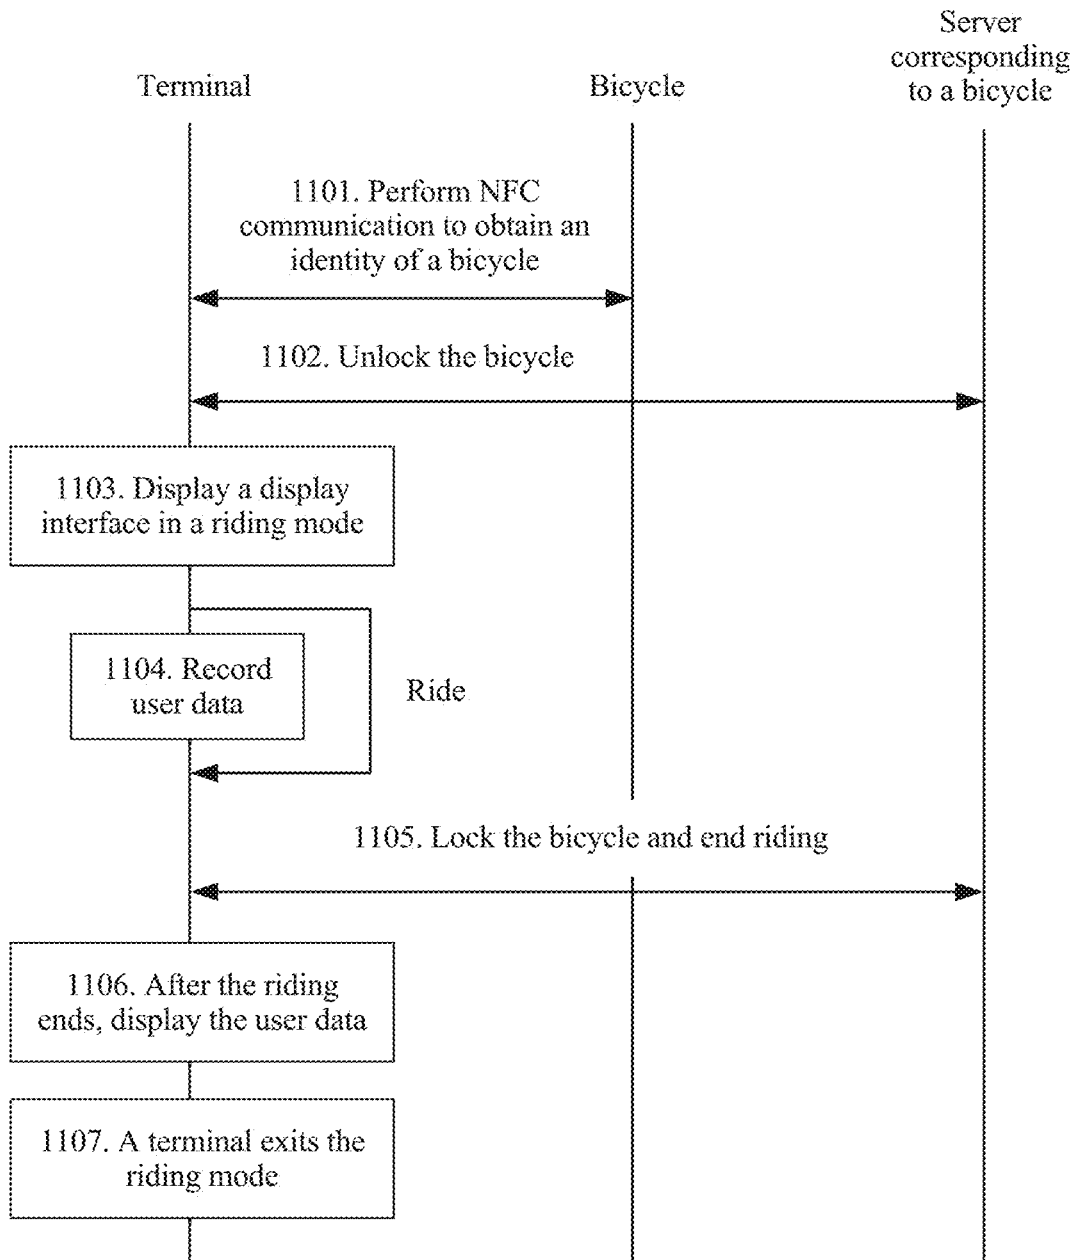 Terminal
Bicycle
Server
corresponding
to a bicycle
1101. Perform NFC
communication to obtain an
identity of a bicycle
1102. Unlock the bicycle
1103. Display a display
interface in a riding mode
1104. Record
user data
Ride
1105. Lock the bicycle and end riding
1106. After the riding
ends, display the user data
1107. A terminal exits the
riding mode